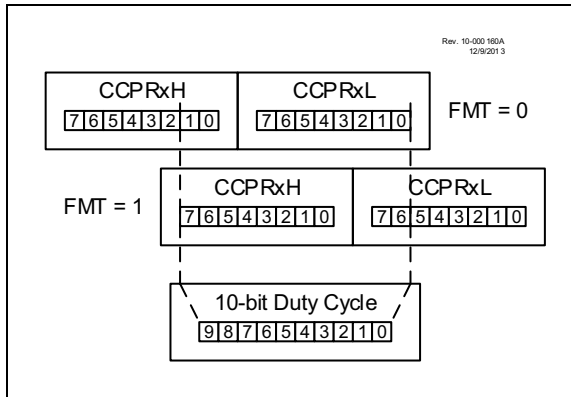 Rev. 10-000 160A
12/9/201 3
CCPRxH CCPRxL
7 6 5 4 3 2 1 0 7 6 5 4 3 2 1 0 FMT = 0
CCPRxH CCPRxL
FMT = 1 7 6 5 4 3 2 1 0 7 6 5 4 3 2 1 0
10-bit Duty Cycle
9 8 7 6 5 4 3 2 1 0